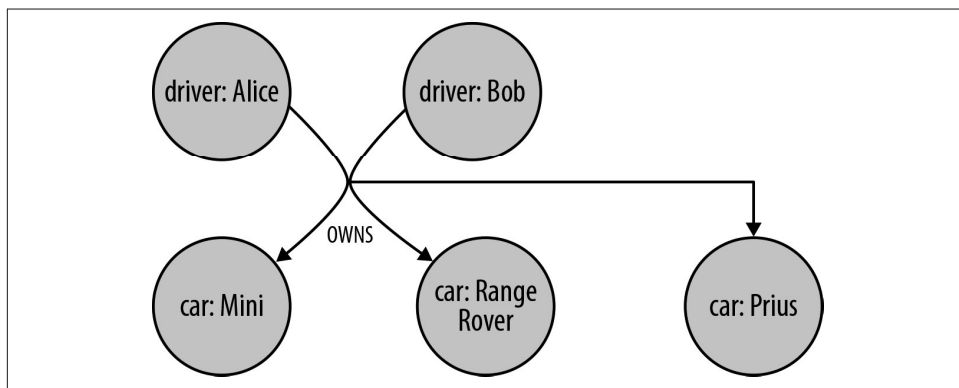 driver: Alice
driver: Bob
OWNS
car: Mini
car: Range
Rover
car: Prius